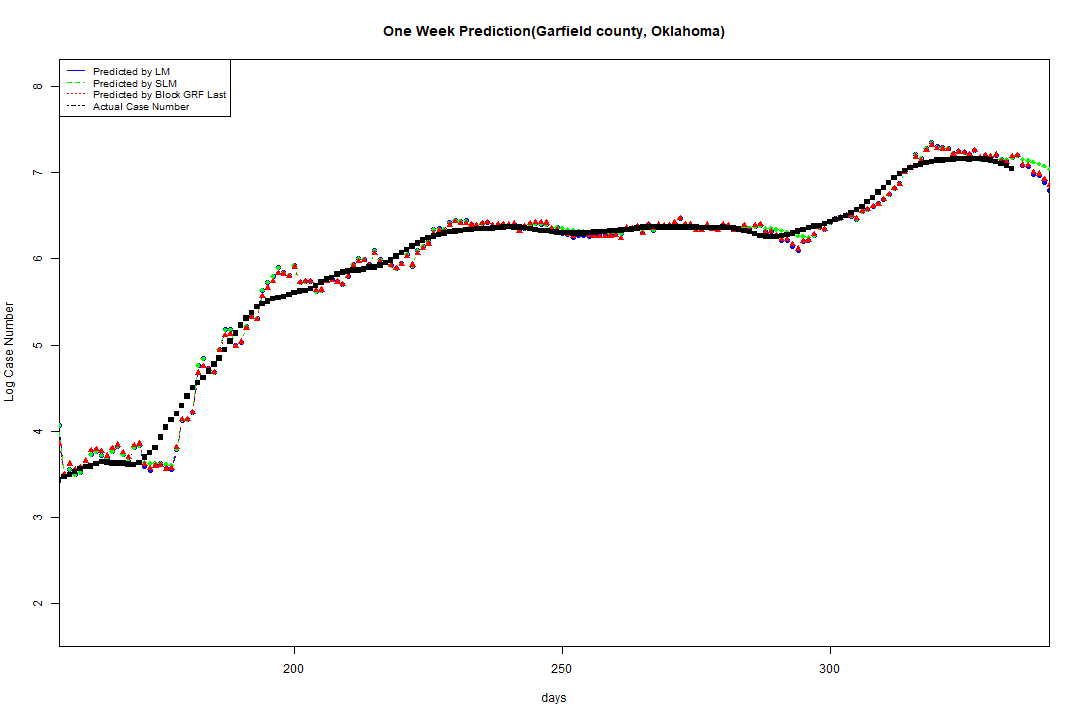 One Week Prediction(Garfield county, Oklahoma)
Predicted by LM
Predicted by SLM
Predicted by Block GRF Last
Actual Case Number
8
7
6
5
4
3
2
Log Case Number
200 250 300
days